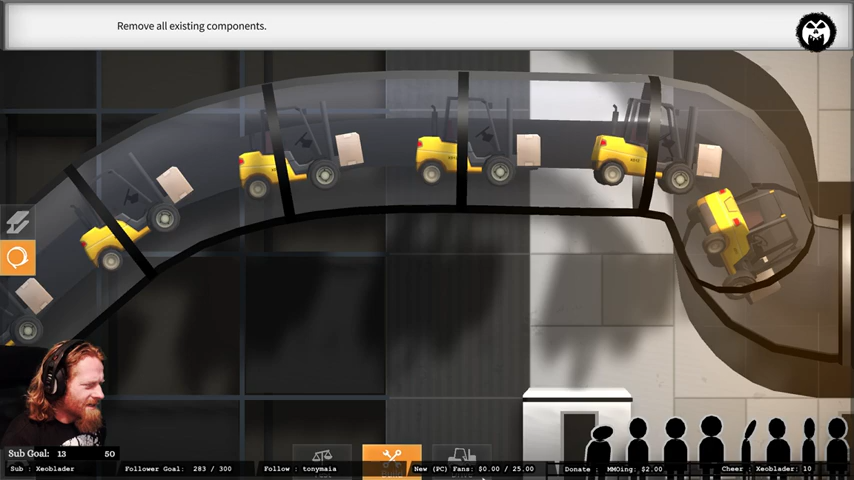 Remove all existing components.
Sub Goal: 13 50
Sub : Xeoblader Follower Goal: 283 / 300 Follow : tonymaia New (PC) Fans: $0.00 / 25.00 Donate : MMOing: $2.00 Cheer : Xeoblader: 10